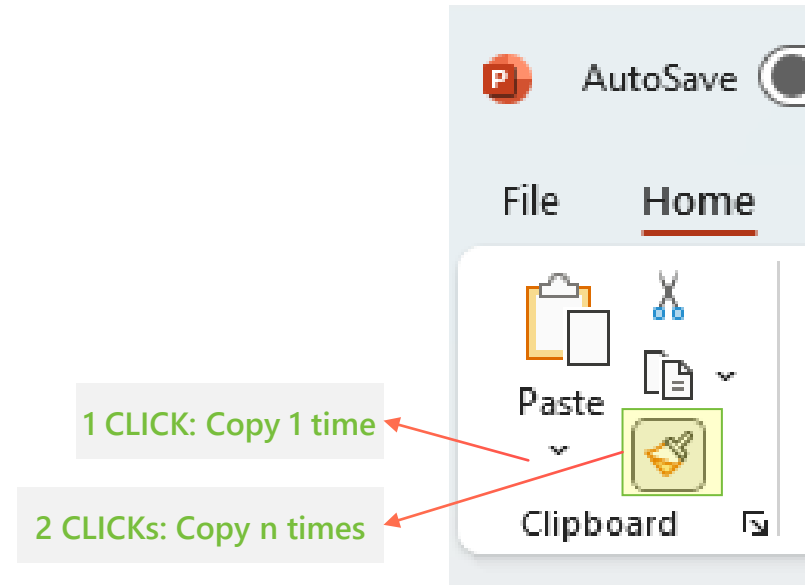 P
AutoSave
File Home
Paste
1 CLICK: Copy 1 time
2 CLICKs: Copy n times
Clipboard